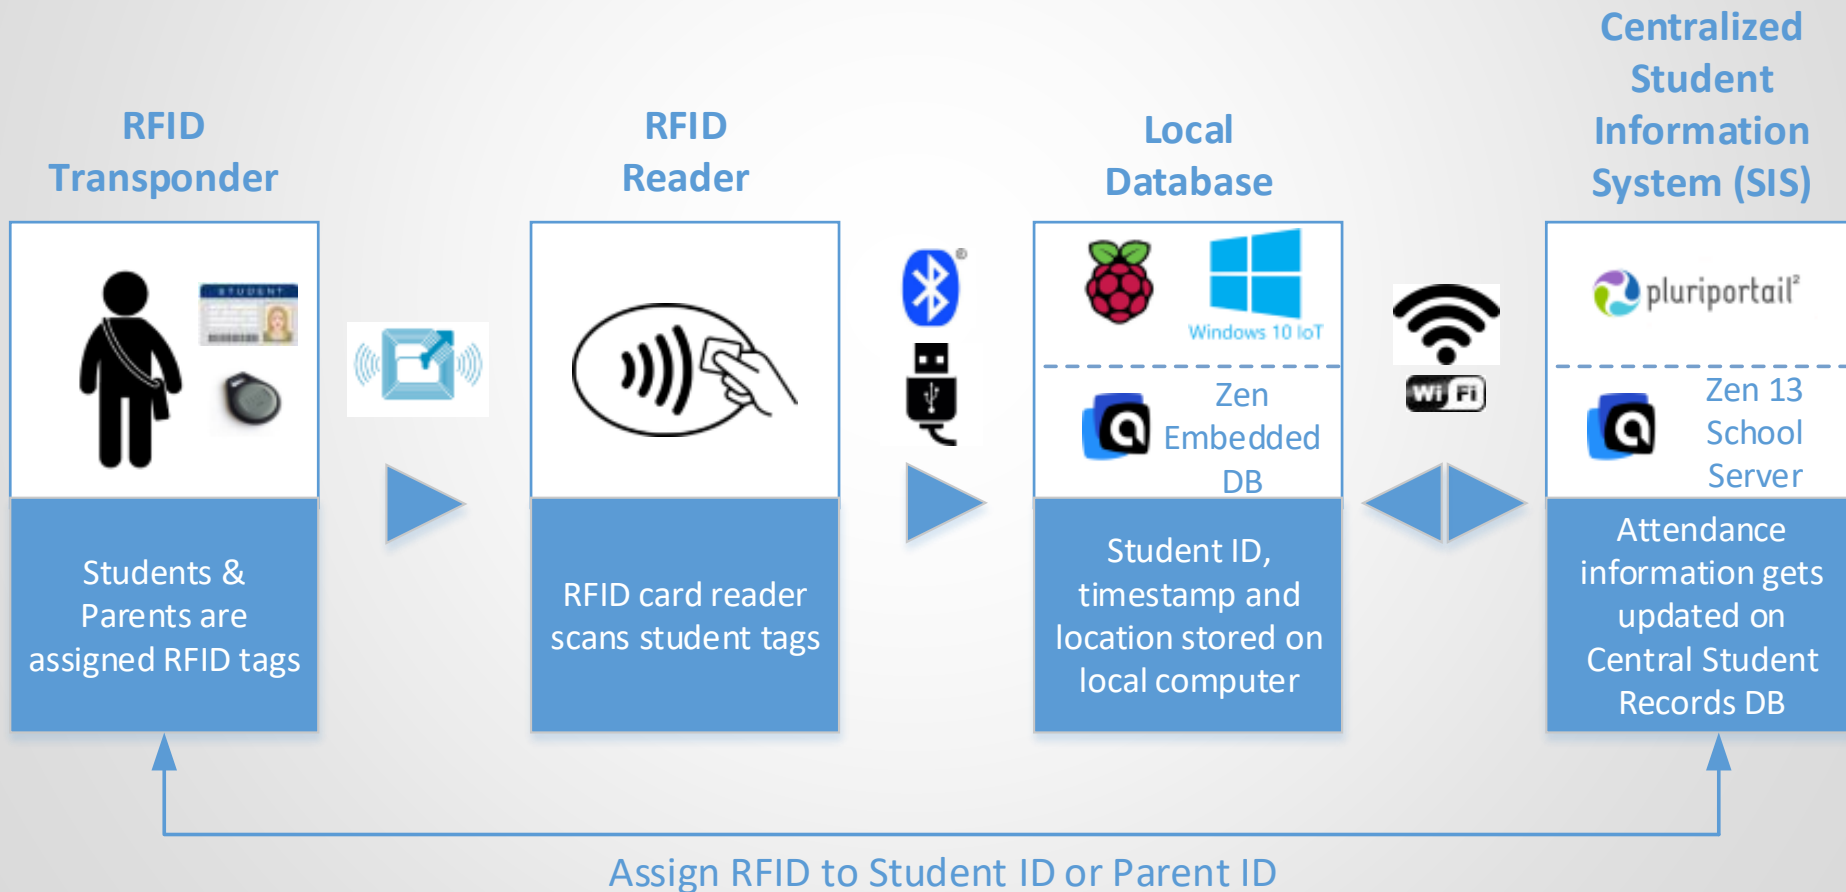 RFID
Transponder
STUDENT
Students &
Parents are
assigned RFID tags
RFID
Reader
RFID card reader
scans student tags
®
Local
Database
Windows 10 IoT
Zen
Embedded
DB
Student ID,
timestamp and
location stored on
local computer
Wi Fi
Centralized
Student
Information
System (SIS)
pluriportail²
Zen 13
School
Server
Attendance
information gets
updated on
Central Student
Records DB
Assign RFID to Student ID or Parent ID